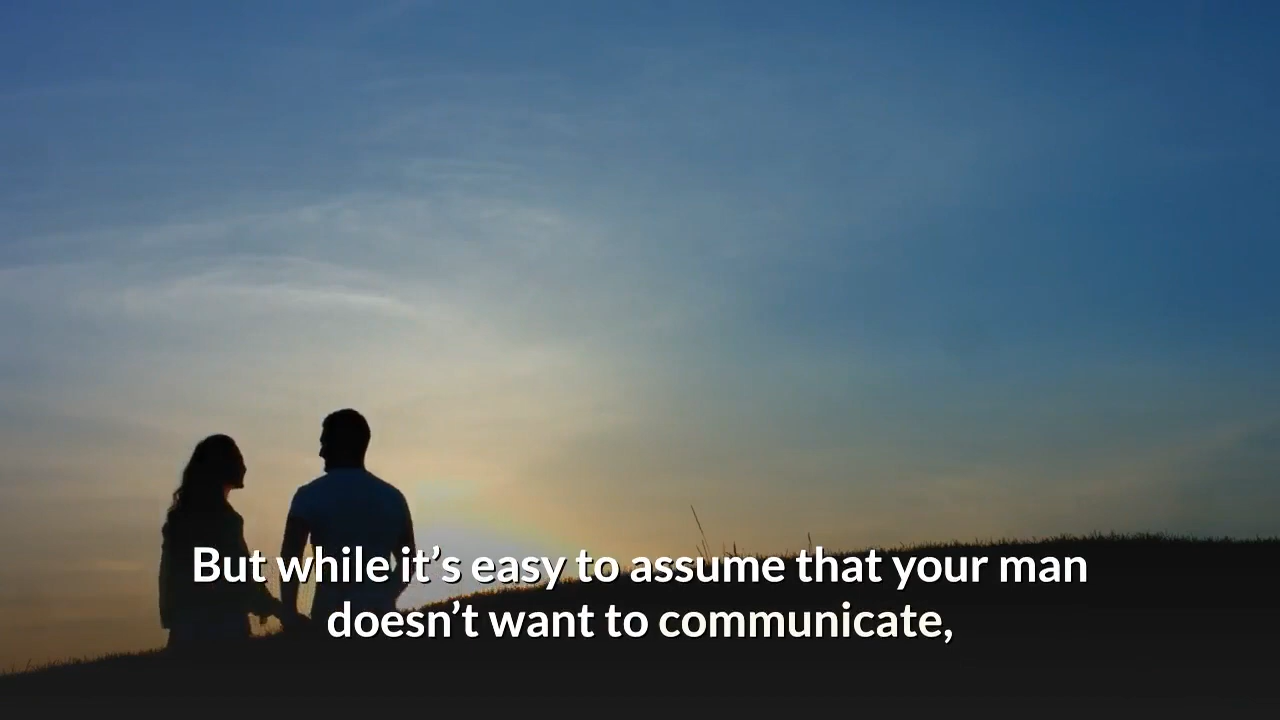 But while it’s easy to assume that your man
doesn’t want to communicate,